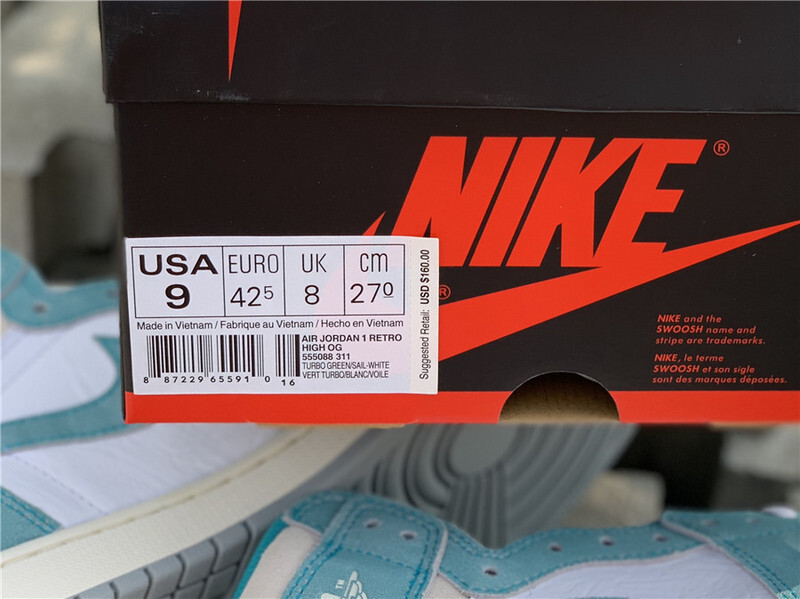 NIKE®
®
USA EURO UK cm
9 42⁵ 8 27⁰
Made in Vietnam / Fabrique au Vietnam / Hecho en Vietnam
AIR JORDAN 1 RETRO
HIGH OG
555088 311
TURBO GREEN/SAIL-WHITE
VERT TURBO/BLANC/VOILE
8 87229 65591 0 16
Suggested Retail: USD $160.00
NIKE and the
SWOOSH name and
stripe are trademarks.
NIKE, le terme
SWOOSH et son sigle
sont des marques déposées.
TM